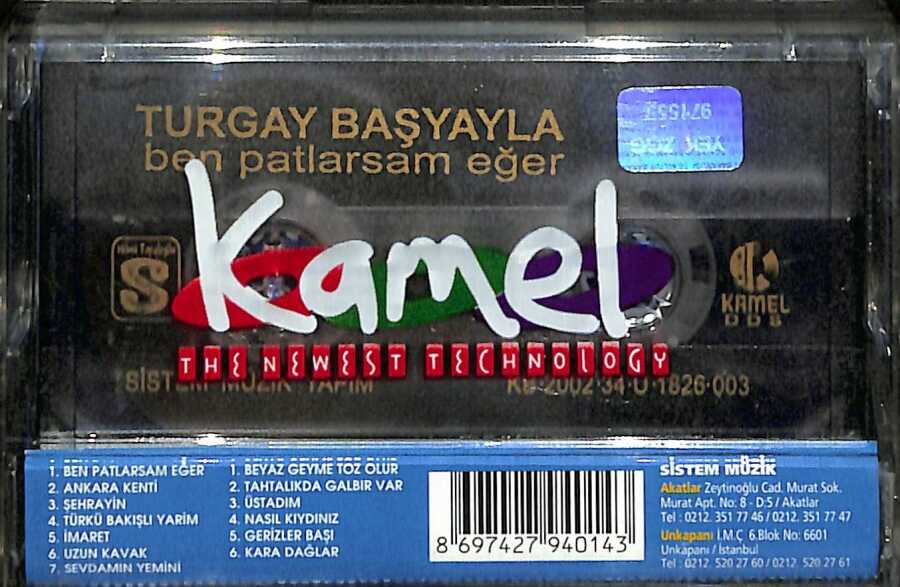 TURGAY BAŞYAYLA
ben patlarsam eğer
971557
S
Kamel
KAMEL
DDS
THE NEWEST TECHNOLOGY
SİSTEM MÜZİK YAPIM
KB·2002·34·U·1826·003
1. BEN PATLARSAM EĞER
2. ANKARA KENTİ
3. ŞEHRAYİN
4. TÜRKÜ BAKIŞLI YARİM
5. İMARET
6. UZUN KAVAK
7. SEVDAMIN YEMİNİ
1. BEYAZ GEYME TOZ OLUR
2. TAHTALIKDA GALBIR VAR
3. ÜSTADIM
4. NASIL KIYDINIZ
5. GERİZLER BAŞI
6. KARA DAĞLAR
8 697427 940143
SİSTEM MÜZİK
Akatlar Zeytinoğlu Cad. Murat Sok.
Murat Apt. No: 8 - D:5 / Akatlar
Tel : 0212. 351 77 46 / 0212. 351 77 47
Unkapanı İ.M.Ç 6.Blok No: 6601
Unkapanı / İstanbul
Tel : 0212. 520 27 60 / 0212. 520 27 61